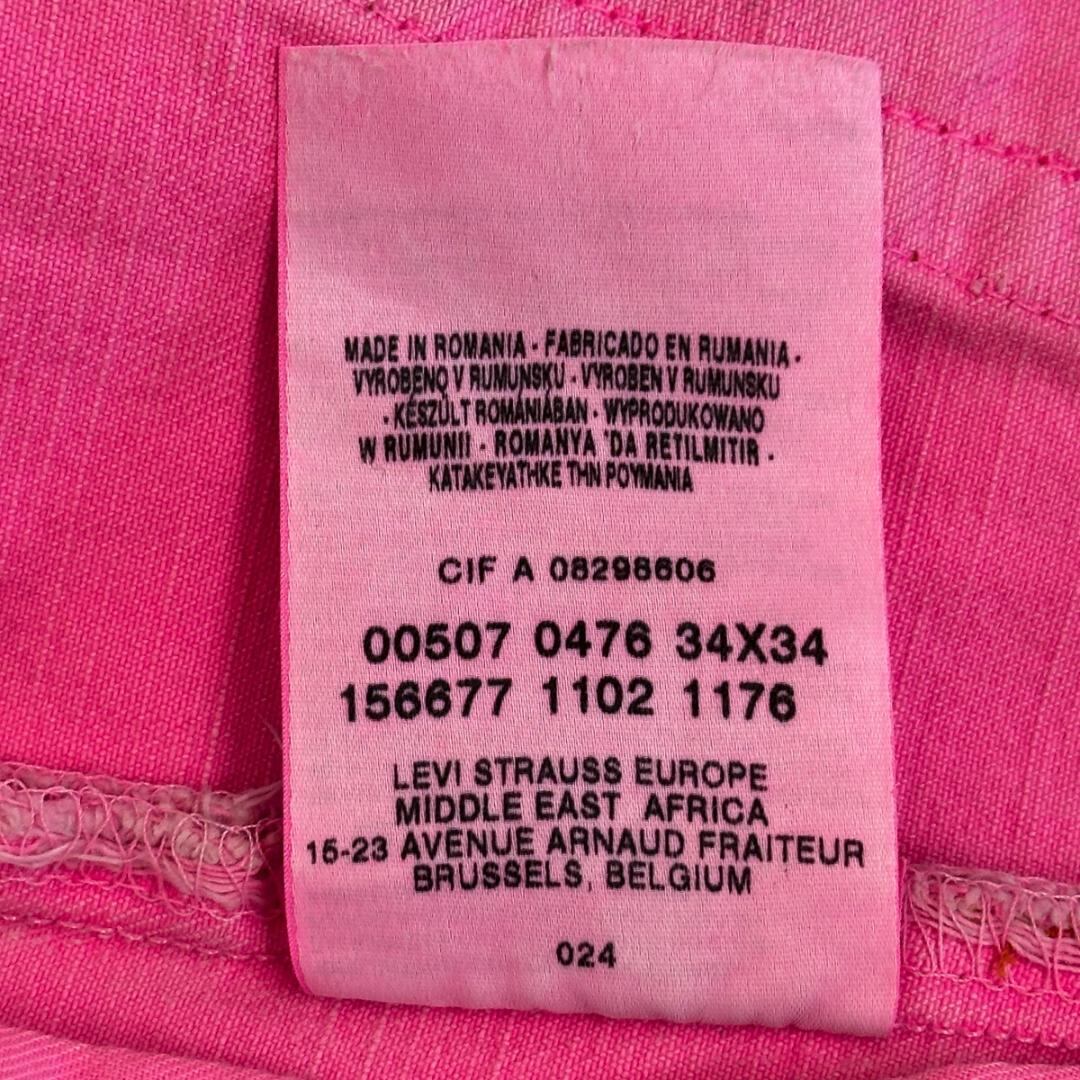 MADE IN ROMANIA · FABRICADO EN RUMANIA ·
VYROBENO V RUMUNSKU · VYROBEN V RUMUNSKU
· KÉSZÜLT ROMÁNIÁBAN · WYPRODUKOWANO
W RUMUNII · ROMANYA 'DA RETILMITIR ·
KATAKEYATHKE THN POYMANIA
CIF A 08298606
00507 0476 34X34
156677 1102 1176
LEVI STRAUSS EUROPE
MIDDLE EAST AFRICA
15-23 AVENUE ARNAUD FRAITEUR
BRUSSELS, BELGIUM
024